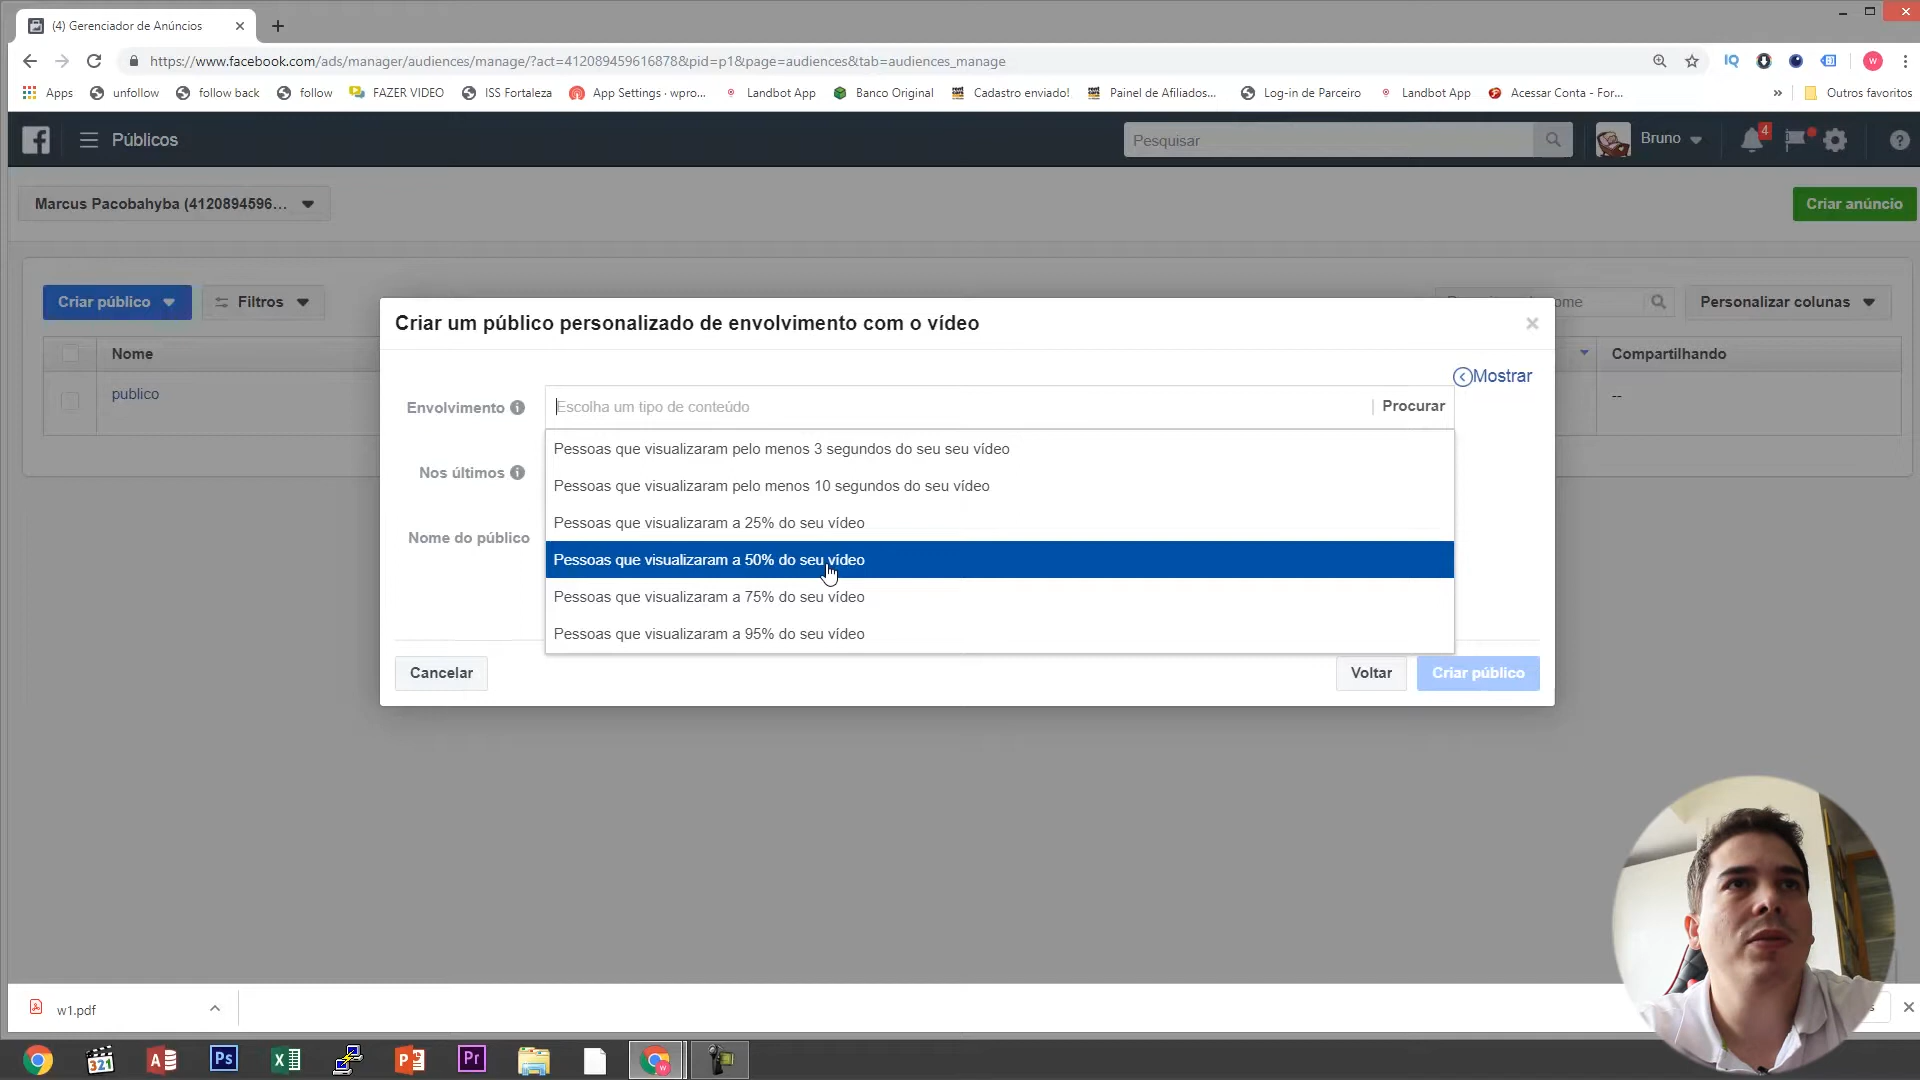 (4) Gerenciador de Anúncios
https://www.facebook.com/ads/manager/audiences/manage/?act=412089459616878&pid=p1&page=audiences&tab=audiences_manage
IQ
w
Apps
unfollow
follow back
follow
FAZER VIDEO
ISS Fortaleza
App Settings · wpro...
Landbot App
Banco Original
Cadastro enviado!
Painel de Afiliados...
Log-in de Parceiro
Landbot App
Acessar Conta - For...
»
Outros favoritos
Públicos
Pesquisar
Bruno
4
Marcus Pacobahyba (4120894596...
Criar anúncio
Criar público
Filtros
ome
Personalizar colunas
Nome
Compartilhando
publico
--
Criar um público personalizado de envolvimento com o vídeo
Mostrar
Envolvimento
Escolha um tipo de conteúdo
Procurar
Pessoas que visualizaram pelo menos 3 segundos do seu seu vídeo
Nos últimos
Pessoas que visualizaram pelo menos 10 segundos do seu vídeo
Pessoas que visualizaram a 25% do seu vídeo
Nome do público
Pessoas que visualizaram a 50% do seu vídeo
Pessoas que visualizaram a 75% do seu vídeo
Pessoas que visualizaram a 95% do seu vídeo
Cancelar
Voltar
Criar público
w1.pdf
321
Ps
Pr